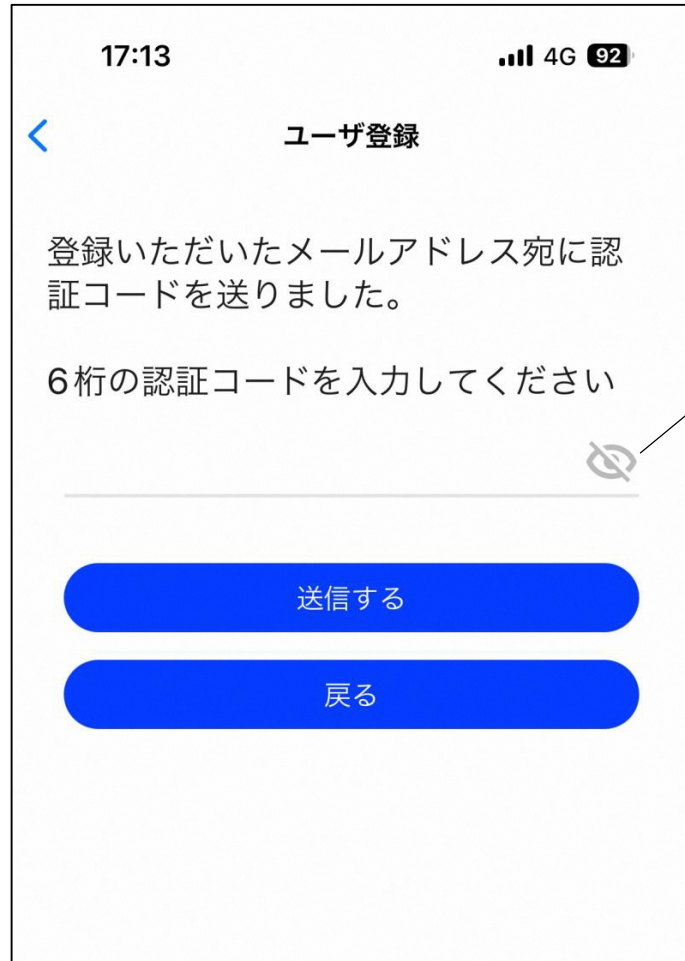 17:13
4G 92
ユーザ登録
登録いただいたメールアドレス宛に認
証コードを送りました。
6桁の認証コードを入力してください
送信する
戻る